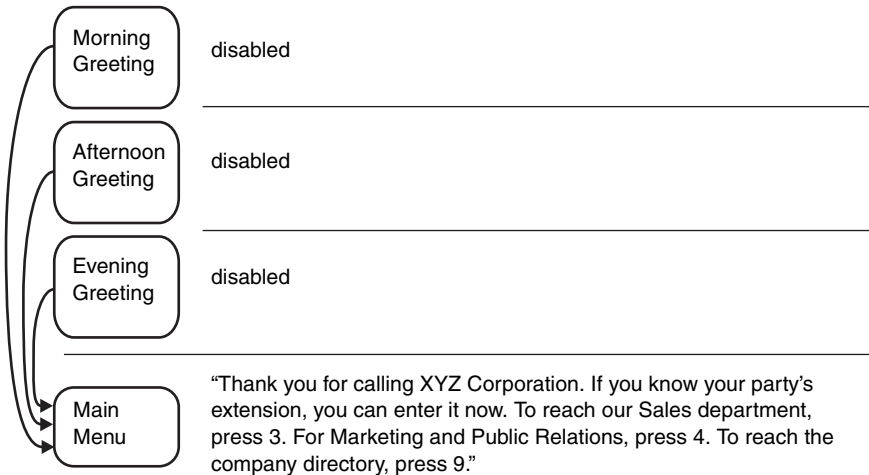 Morning
Greeting
disabled
Afternoon
Greeting
disabled
Evening
Greeting
disabled
Main
Menu
“Thank you for calling XYZ Corporation. If you know your party’s
extension, you can enter it now. To reach our Sales department,
press 3. For Marketing and Public Relations, press 4. To reach the
company directory, press 9.”